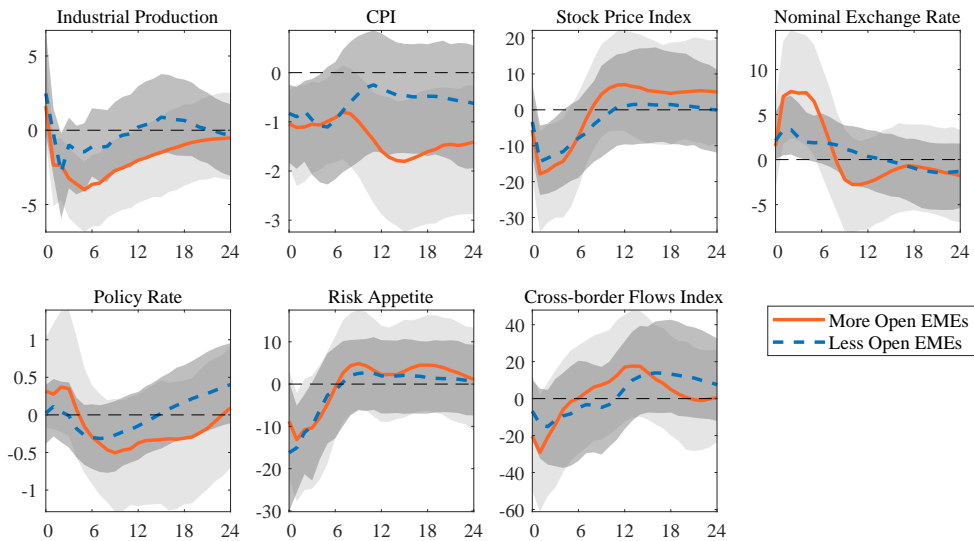 Industrial Production
5
0
-5
0 6 12 18 24
CPI
0
-1
-2
-3
0 6 12 18 24
Stock Price Index
20
10
0
-10
-20
-30
0 6 12 18 24
Nominal Exchange Rate
10
5
0
-5
0 6 12 18 24
Policy Rate
1
0.5
0
-0.5
-1
0 6 12 18 24
Risk Appetite
10
0
-10
-20
-30
0 6 12 18 24
Cross-border Flows Index
40
20
0
-20
-40
-60
0 6 12 18 24
More Open EMEs
Less Open EMEs